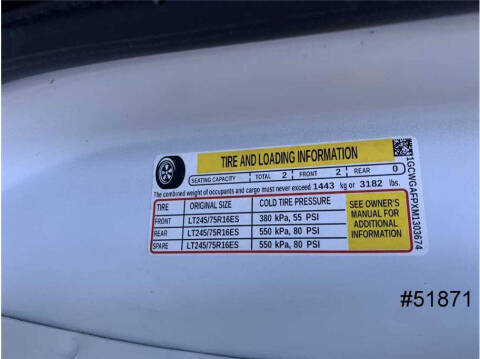 TIRE AND LOADING INFORMATION
SEATING CAPACITY TOTAL 2 FRONT 2 REAR 0
The combined weight of occupants and cargo must never exceed 1443 kg or 3182 lbs.
TIRE ORIGINAL SIZE COLD TIRE PRESSURE
FRONT LT245/75R16ES 380 kPa, 55 PSI
REAR LT245/75R16ES 550 kPa, 80 PSI
SPARE LT245/75R16ES 550 kPa, 80 PSI
SEE OWNER'S
MANUAL FOR
ADDITIONAL
INFORMATION
1GCWGAFPXM1303674
#51871